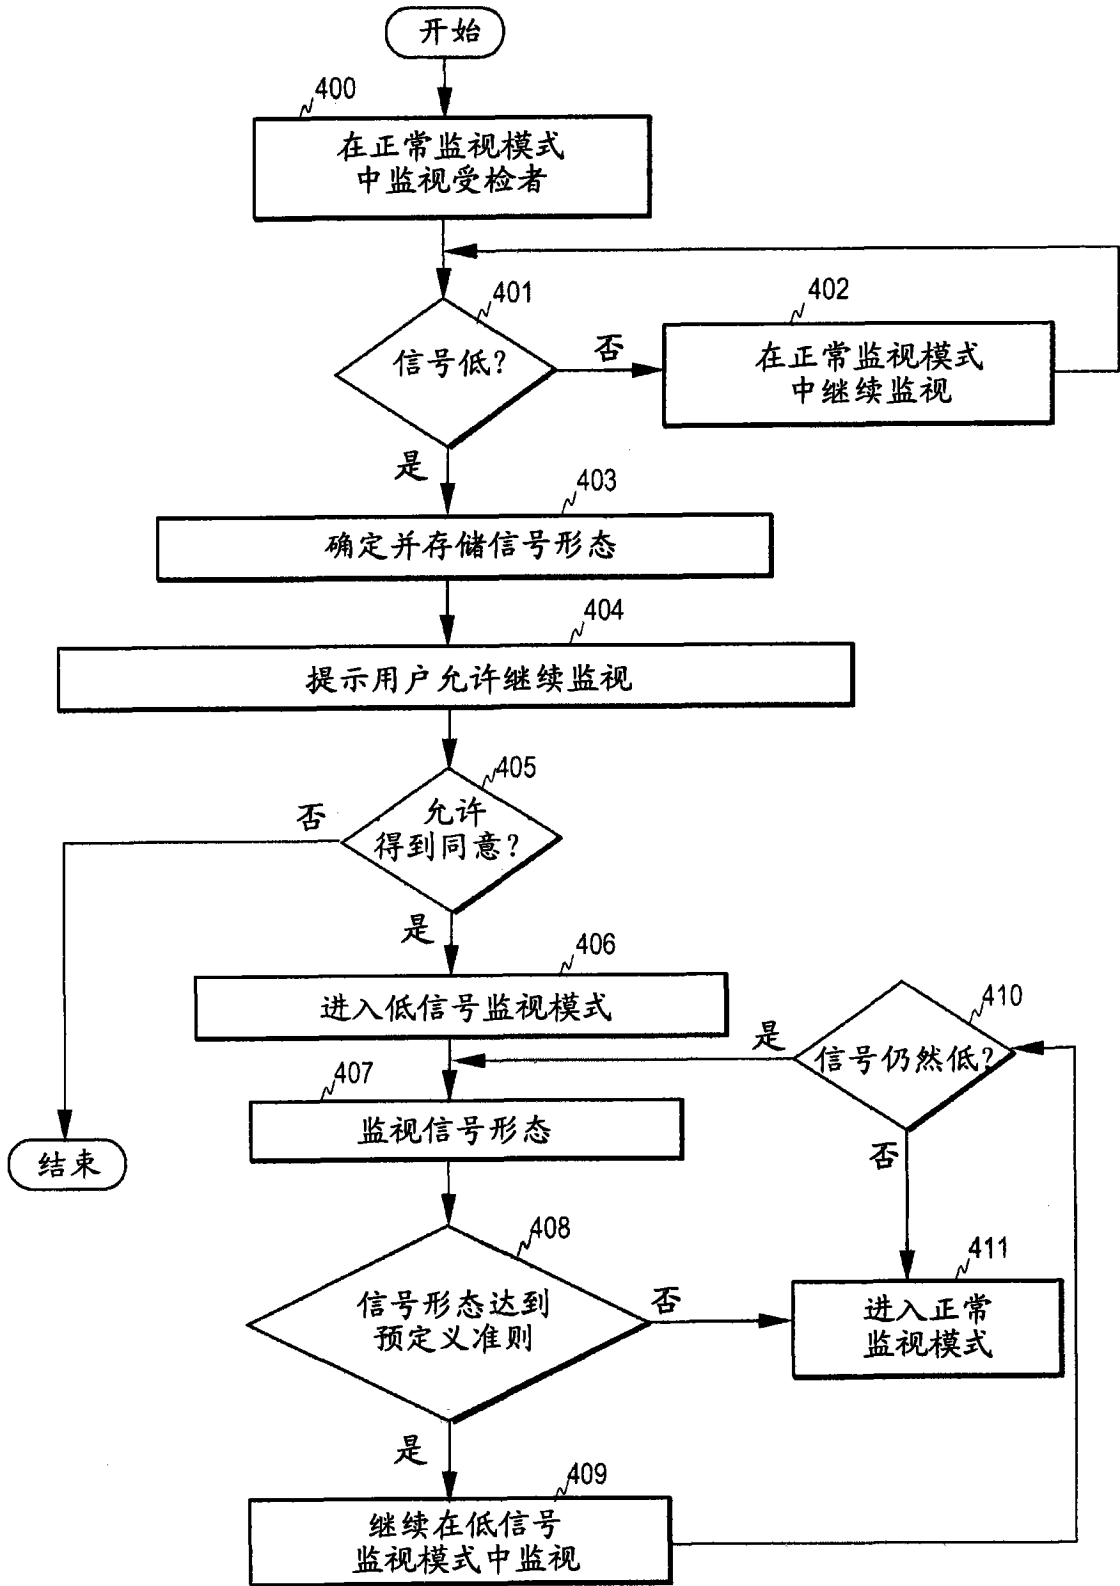 开始
400
在正常监视模式
中监视受检者
401
信号低?
否
402
在正常监视模式
中继续监视
是
403
确定并存储信号形态
404
提示用户允许继续监视
405
允许
得到同意?
否
是
406
进入低信号监视模式
410
信号仍然低?
是
407
监视信号形态
否
结束
408
信号形态达到
预定义准则
否
411
进入正常
监视模式
是
409
继续在低信号
监视模式中监视